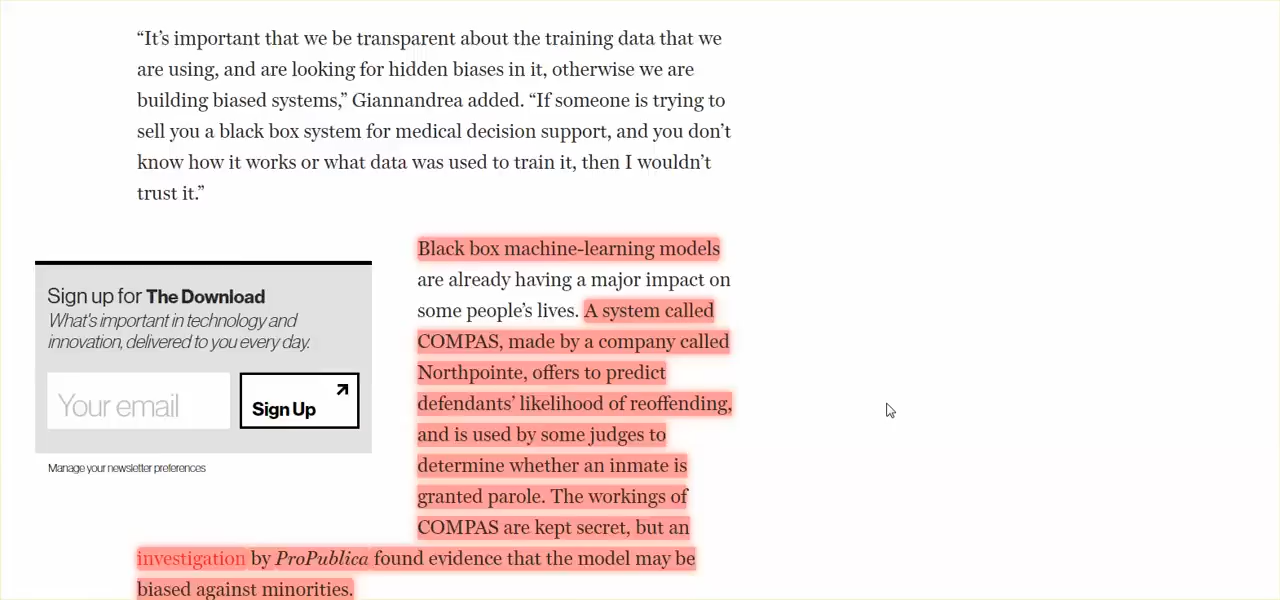 “It’s important that we be transparent about the training data that we
are using, and are looking for hidden biases in it, otherwise we are
building biased systems,” Giannandrea added. “If someone is trying to
sell you a black box system for medical decision support, and you don’t
know how it works or what data was used to train it, then I wouldn’t
trust it.”
Sign up for The Download
What's important in technology and
innovation, delivered to you every day.
Your email
Sign Up
Manage your newsletter preferences
Black box machine-learning models
are already having a major impact on
some people’s lives. A system called
COMPAS, made by a company called
Northpointe, offers to predict
defendants’ likelihood of reoffending,
and is used by some judges to
determine whether an inmate is
granted parole. The workings of
COMPAS are kept secret, but an
investigation by ProPublica found evidence that the model may be
biased against minorities.